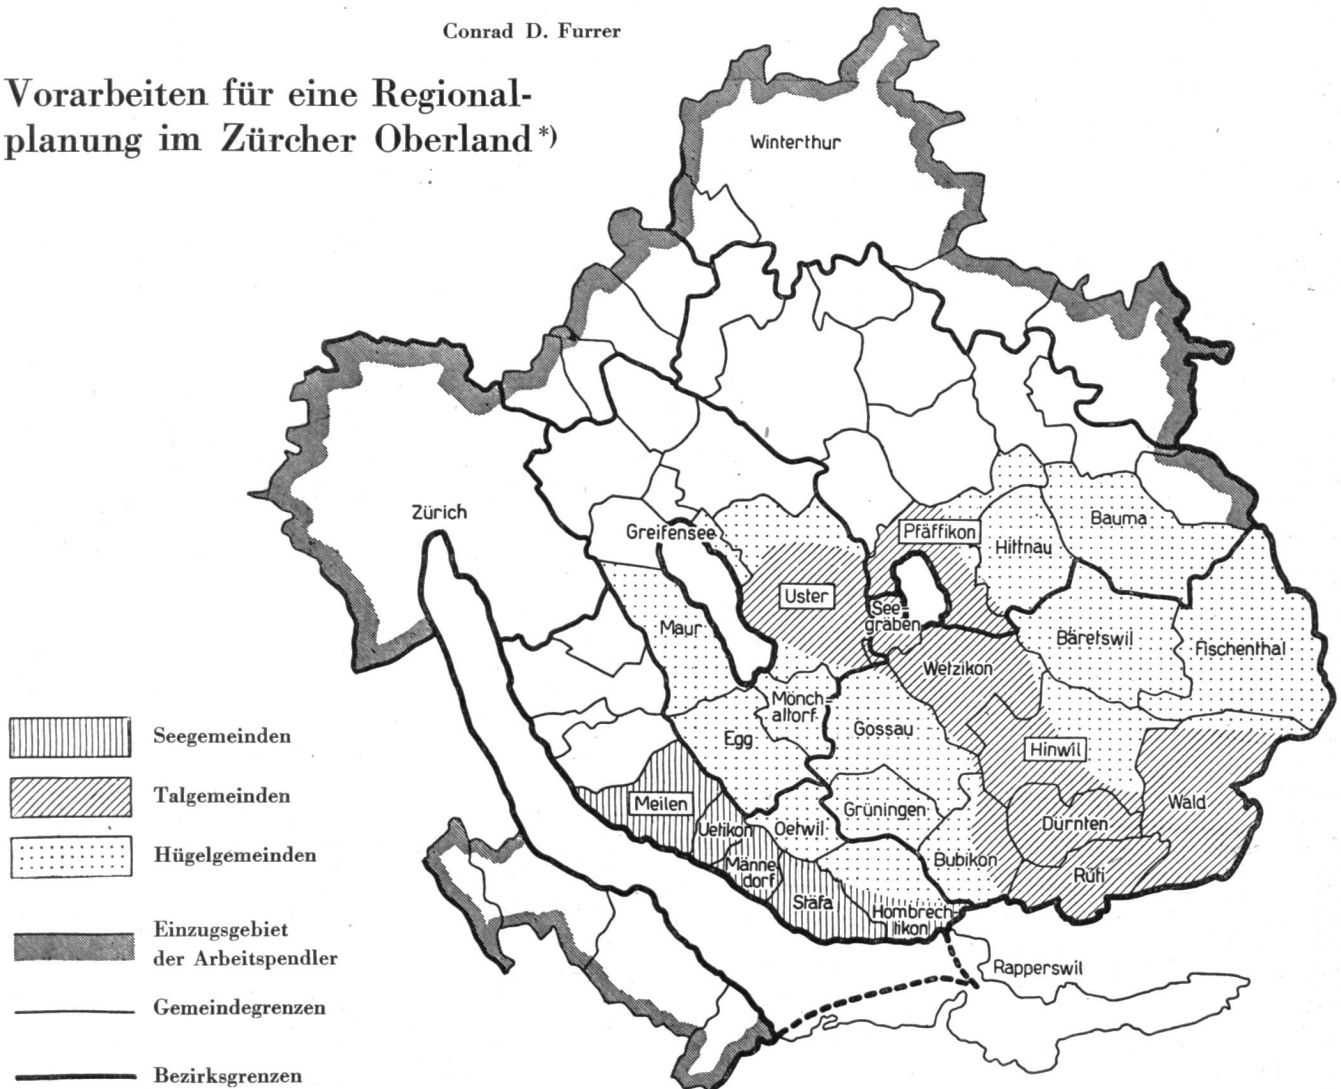 Conrad D. Furrer
Vorarbeiten für eine Regional-
planung im Zürcher Oberland*)
Winterthur
Zürich
Greifensee
Pfäffikon
Bauma
Hittnau
Uster
See-
gräben
Maur
Bäretswil
Fischenthal
Wetzikon
Mönch-
altorf
Egg
Gossau
Hinwil
Meilen
Grüningen
Wald
Uetikon
Oetwil
Dürnten
Männe
dorf
Bubikon
Rüti
Stäfa
Hombrech-
tikon
Rapperswil
Seegemeinden
Talgemeinden
Hügelgemeinden
Einzugsgebiet
der Arbeitspendler
Gemeindegrenzen
Bezirksgrenzen